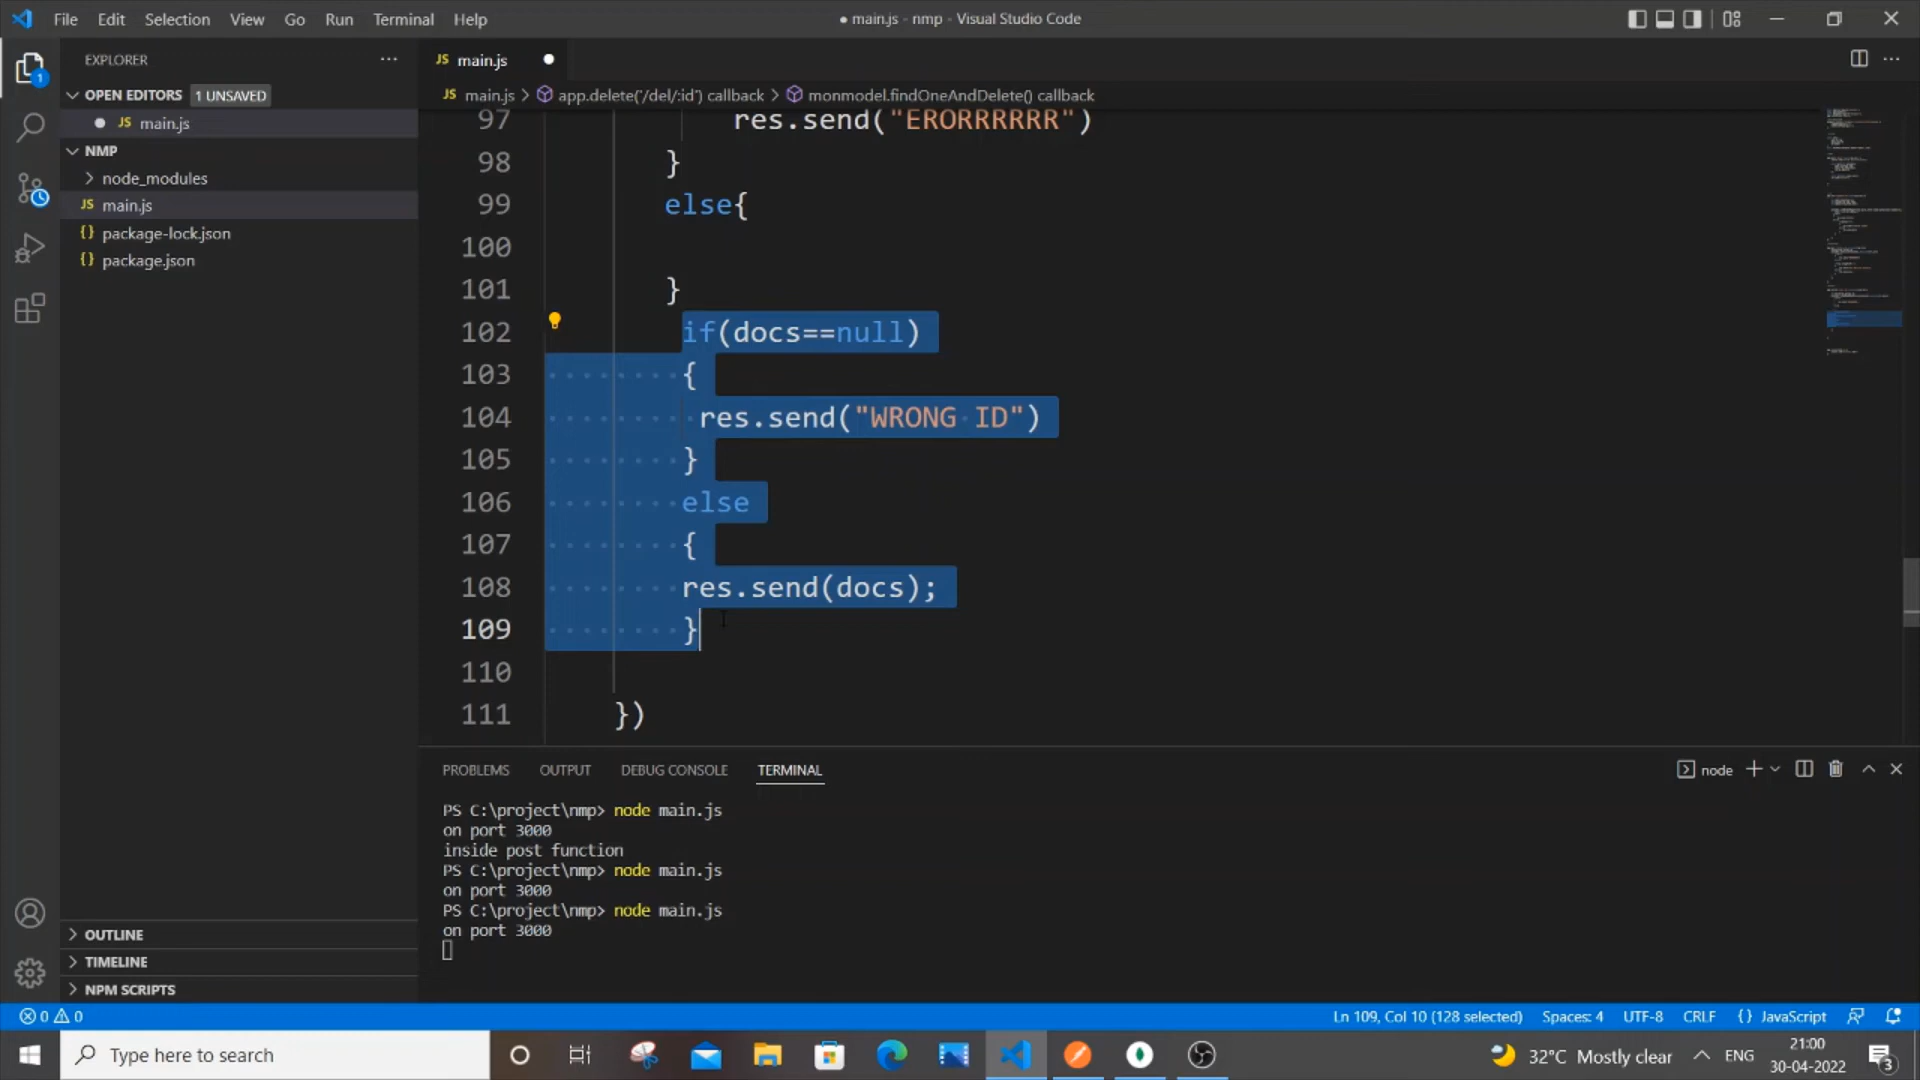 File Edit Selection View Go Run Terminal Help
● main.js - nmp - Visual Studio Code
EXPLORER ···
OPEN EDITORS 1 UNSAVED
JS main.js
NMP
node_modules
JS main.js
{} package-lock.json
{} package.json
OUTLINE
TIMELINE
NPM SCRIPTS
1
JS main.js
JS main.js > app.delete('/del/:id') callback > monmodel.findOneAndDelete() callback
97 res.send("ERORRRRRR")
98 }
99 else{
100
101 }
102 if(docs==null)
103 {
104 res.send("WRONG ID")
105 }
106 else
107 {
108 res.send(docs);
109 }
110
111 })
PROBLEMS OUTPUT DEBUG CONSOLE TERMINAL
node
PS C:\project\nmp> node main.js
on port 3000
inside post function
PS C:\project\nmp> node main.js
on port 3000
PS C:\project\nmp> node main.js
on port 3000
0 0
Ln 109, Col 10 (128 selected) Spaces: 4 UTF-8 CRLF {} JavaScript
Type here to search
32°C Mostly clear ENG
21:00
30-04-2022
3